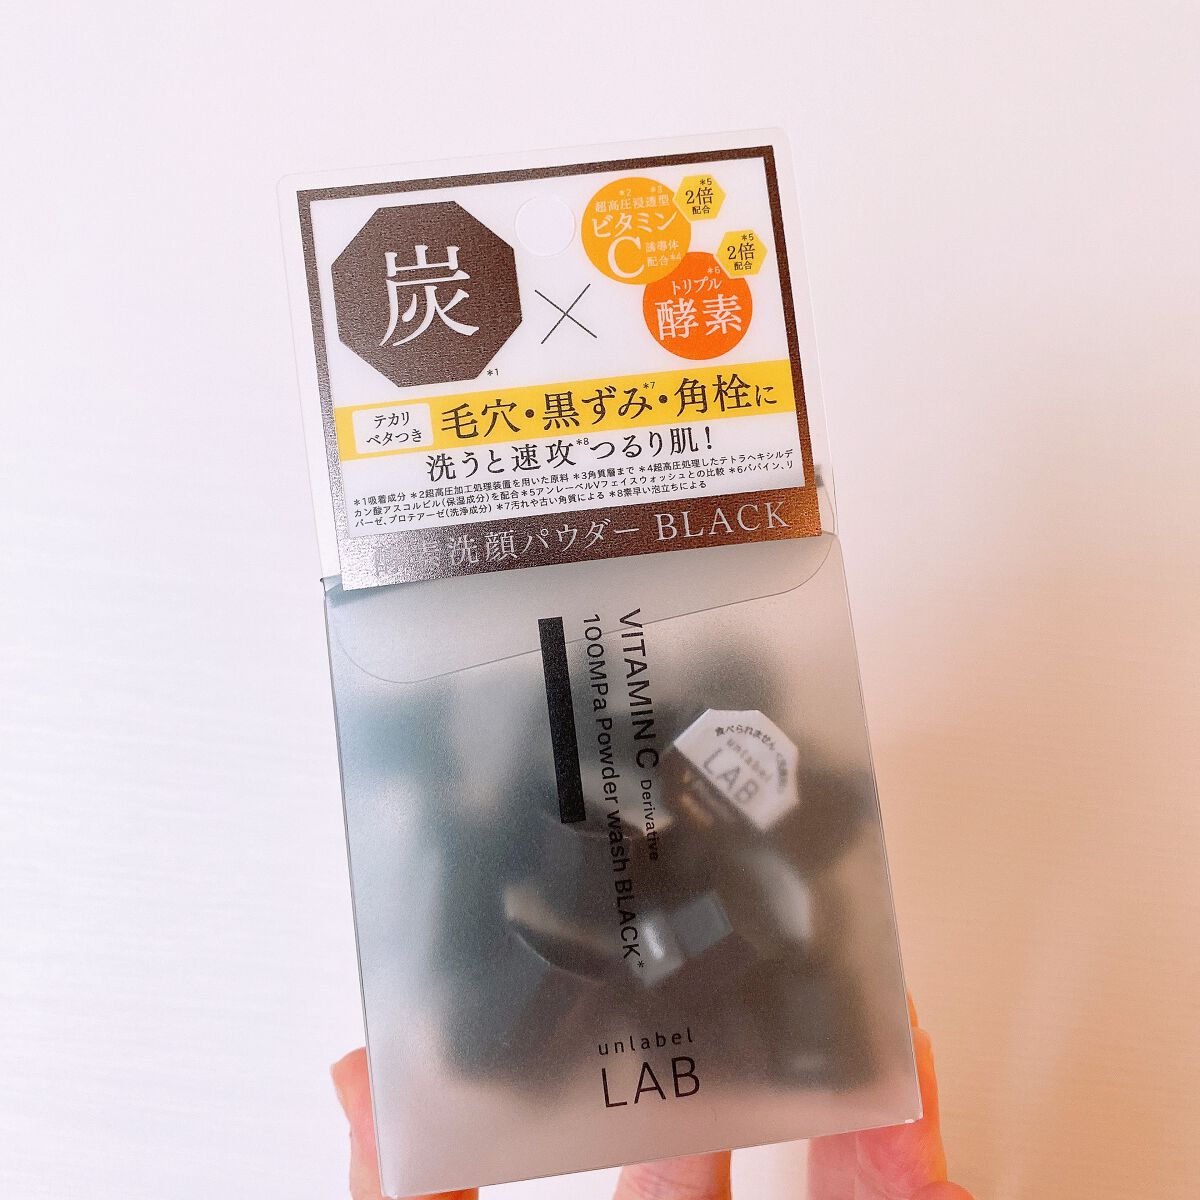 炭
*1
×
*2 *3
超高圧浸透型
ビタミン
C 誘導体
配合*4
*5
2倍
配合
*5
2倍
配合
*6
トリプル
酵素
テカリ
ベタつき
毛穴・黒ずみ*7・角栓に
洗うと速攻*8つるり肌!
*1吸着成分 *2超高圧加工処理装置を用いた原料 *3角質層まで *4超高圧処理したテトラヘキシルデ
カン酸アスコルビル(保湿成分)を配合*5アンレーベルVフェイスウォッシュとの比較 *6パパイン、リ
パーゼ、プロテアーゼ(洗浄成分) *7汚れや古い角質による *8素早い泡立ちによる
洗顔パウダー BLACK
VITAMIN C Derivative
100MPa Powder wash BLACK*
食べられません
unlabel
LAB
unlabel
LAB